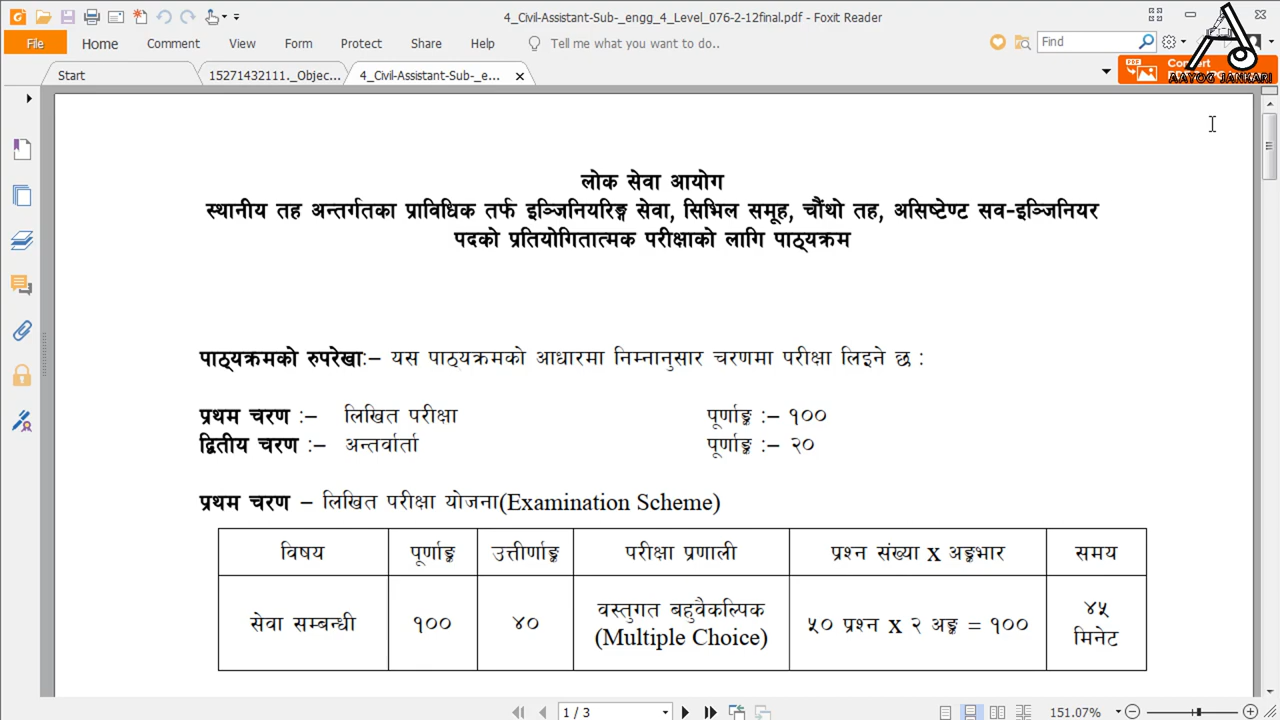 4_Civil-Assistant-Sub-_engg_4_Level_076-2-12final.pdf - Foxit Reader
File Home Comment View Form Protect Share Help Tell me what you want to do.. Find
Start 15271432111._Objec... 4_Civil-Assistant-Sub-_e... Convert
AAYOG JANKARI
लोक सेवा आयोग
स्थानीय तह अन्तर्गतका प्राविधिक तर्फ इञ्जिनियरिङ्ग सेवा, सिभिल समूह, चौंथो तह, असिष्टेण्ट सव-इञ्जिनियर
पदको प्रतियोगितात्मक परीक्षाको लागि पाठ्यक्रम
पाठ्यक्रमको रुपरेखा:– यस पाठ्यक्रमको आधारमा निम्नानुसार चरणमा परीक्षा लिइने छ :
प्रथम चरण :– लिखित परीक्षा पूर्णाङ्क :– १००
द्वितीय चरण :– अन्तर्वार्ता पूर्णाङ्क :– २०
प्रथम चरण – लिखित परीक्षा योजना(Examination Scheme)
विषय पूर्णाङ्क उत्तीर्णाङ्क परीक्षा प्रणाली प्रश्न संख्या x अङ्कभार समय
सेवा सम्बन्धी १०० ४० वस्तुगत बहुवैकल्पिक (Multiple Choice) ५० प्रश्न x २ अङ्क = १०० ४५ मिनेट
1 / 3 151.07%